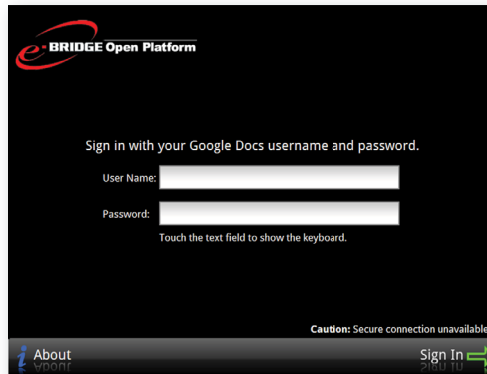 e-BRIDGE Open Platform
Sign in with your Google Docs username and password.
User Name:
Password:
Touch the text field to show the keyboard.
Caution: Secure connection unavailable
About
Sign In